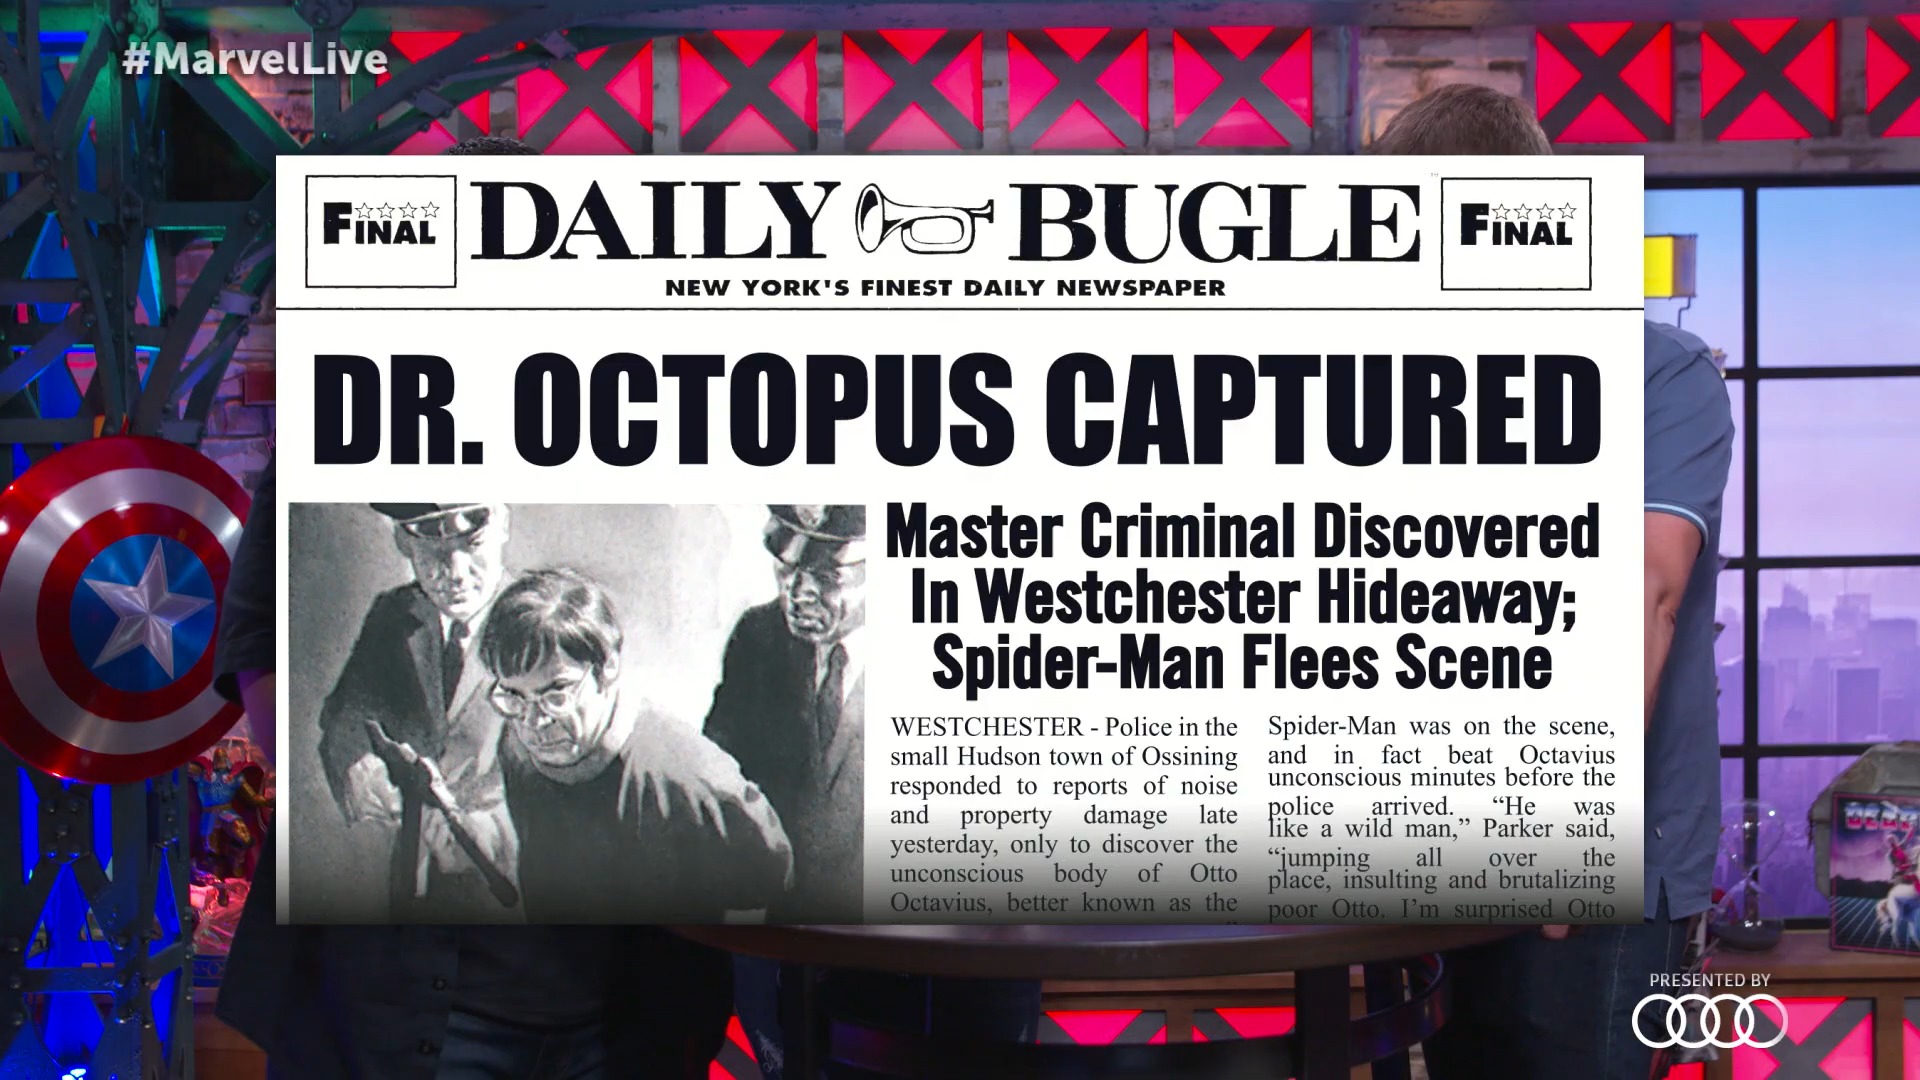 #MarvelLive
FINAL
DAILY BUGLE
™
FINAL
NEW YORK'S FINEST DAILY NEWSPAPER
DR. OCTOPUS CAPTURED
Master Criminal Discovered
In Westchester Hideaway;
Spider-Man Flees Scene
WESTCHESTER - Police in the
small Hudson town of Ossining
responded to reports of noise
and property damage late
yesterday, only to discover the
unconscious body of Otto
Octavius, better known as the
Spider-Man was on the scene,
and in fact beat Octavius
unconscious minutes before the
police arrived. “He was
like a wild man,” Parker said,
“jumping all over the
place, insulting and brutalizing
poor Otto. I’m surprised Otto
PRESENTED BY